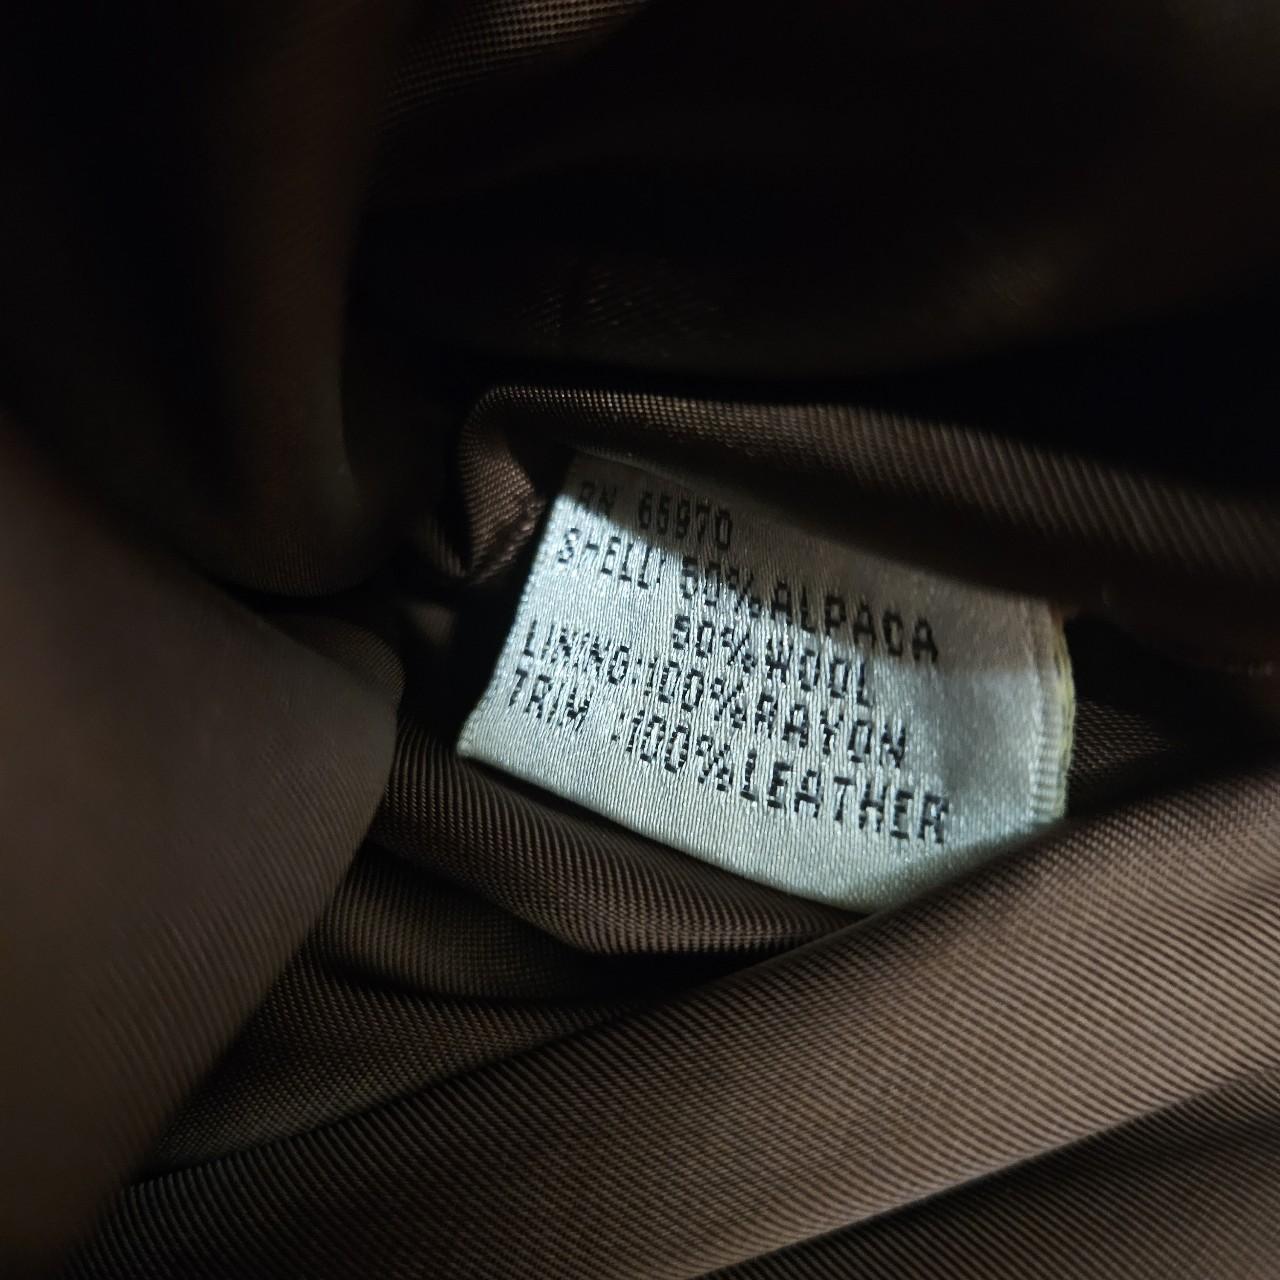 RN 65970
SHELL: 50% ALPACA
50% WOOL
LINING:100% RAYON
TRIM :100% LEATHER